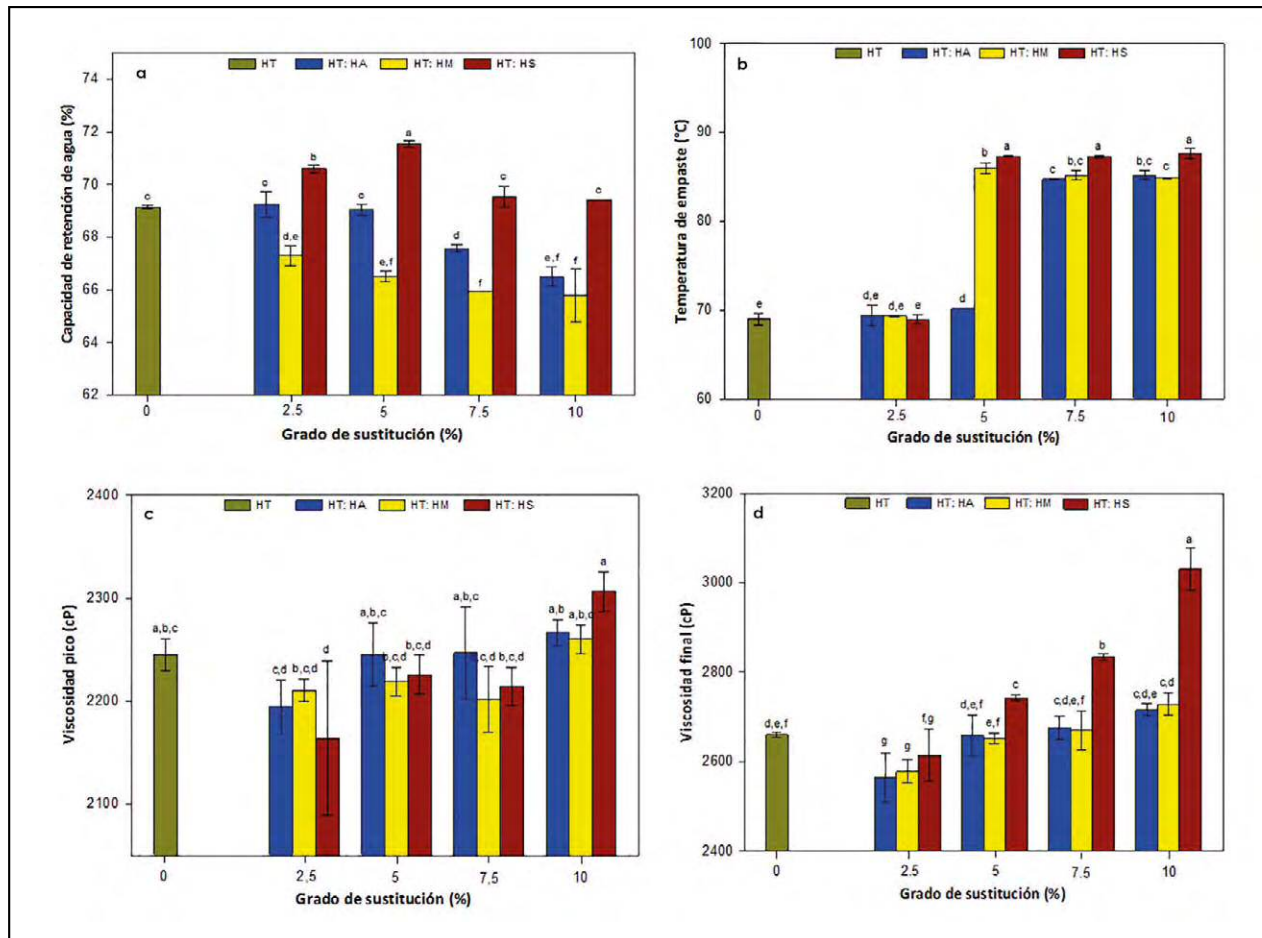 a
HT HT: HA HT: HM HT: HS
Capacidad de retención de agua (%)
74
72
70
68
66
64
62
c
c
d,e
b
c
e,f
a
d
f
c
e,f
f
c
0 2.5 5 7.5 10
Grado de sustitución (%)
b
HT HT: HA HT: HM HT: HS
Temperatura de empaste (°C)
100
90
80
70
60
e
d,e
d,e
e
d
b
a
c
b,c
a
b,c
c
a
0 2.5 5 7.5 10
Grado de sustitución (%)
c
HT HT: HA HT: HM HT: HS
Viscosidad pico (cP)
2400
2300
2200
2100
a,b,c
c,d
b,c,d
d
a,b,c
b,c,d
b,c,d
a,b,c
b,c,d
a,b
a
0 2,5 5 7,5 10
Grado de sustitución (%)
d
HT HT: HA HT: HM HT: HS
Viscosidad final (cP)
3200
3000
2800
2600
2400
d,e,f
g
g
f,g
d,e,f
e,f
c
c,d,e,f
b
c,d,e
c,d
a
0 2.5 5 7.5 10
Grado de sustitución (%)